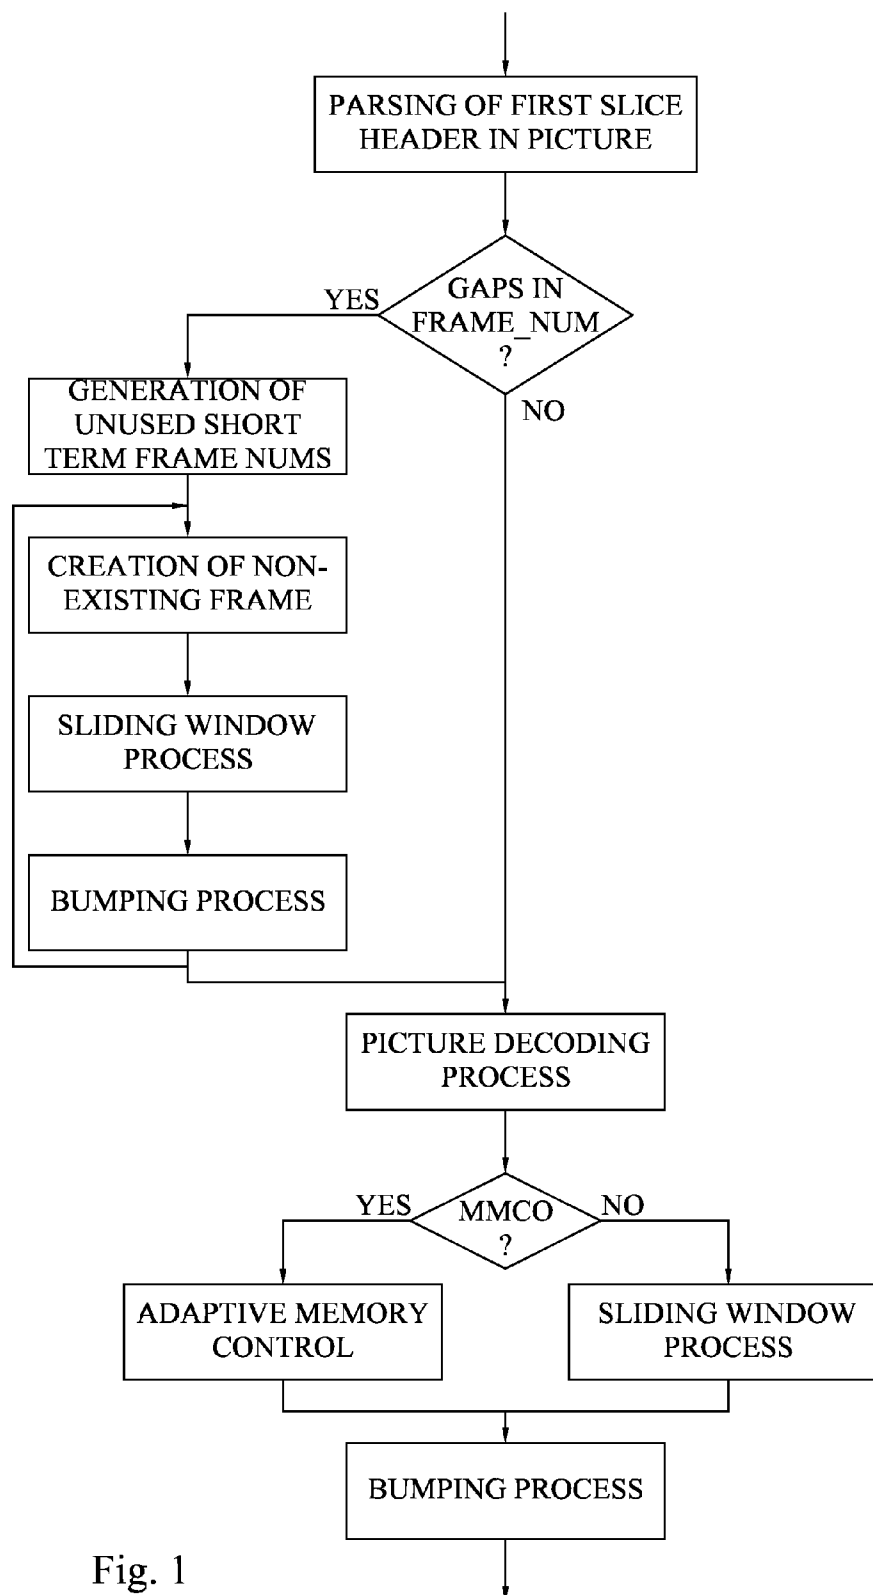 PARSING OF FIRST SLICE
HEADER IN PICTURE
GAPS IN
FRAME_NUM
?
YES
NO
GENERATION OF
UNUSED SHORT
TERM FRAME NUMS
CREATION OF NON-
EXISTING FRAME
SLIDING WINDOW
PROCESS
BUMPING PROCESS
PICTURE DECODING
PROCESS
MMCO
?
YES
NO
ADAPTIVE MEMORY
CONTROL
SLIDING WINDOW
PROCESS
BUMPING PROCESS
Fig. 1